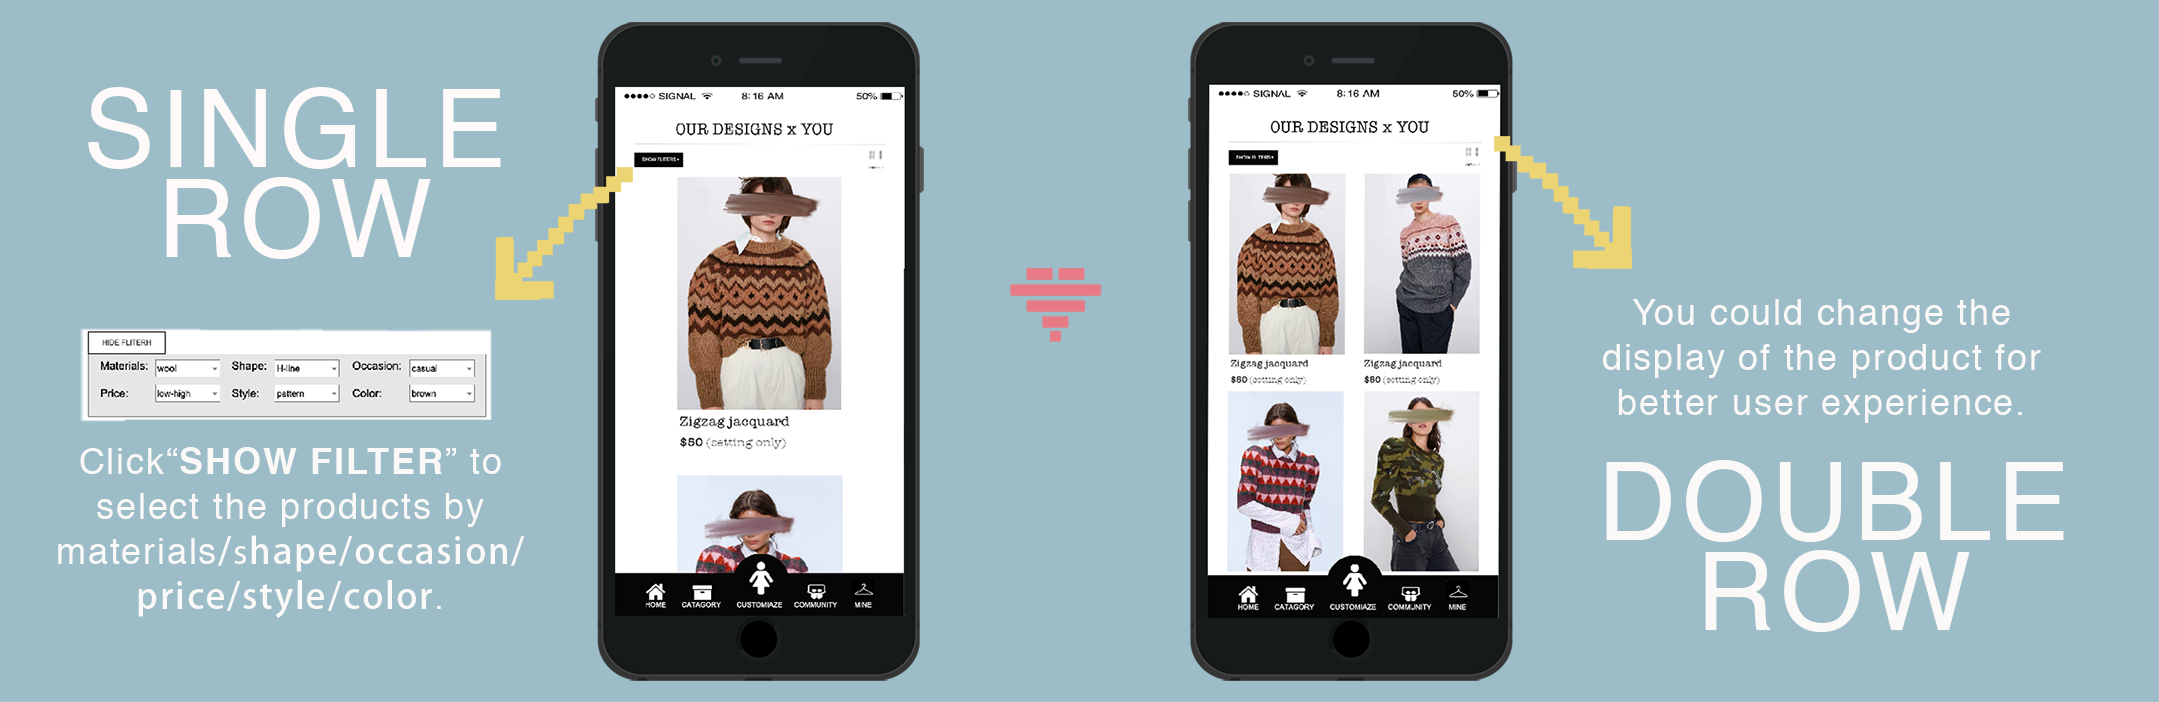 SINGLE
ROW
HIDE FLITERH
Materials: wool Shape: H-line Occasion: casual
Price: low-high Style: pattern Color: brown
Click“SHOW FILTER” to
select the products by
materials/shape/occasion/
price/style/color.
SIGNAL 8:16 AM 50%
OUR DESIGNS x YOU
SHOW FLITERS
Zigzag jacquard
$50 (setting only)
HOME CATAGORY CUSTOMIAZE COMMUNITY MINE
SIGNAL 8:16 AM 50%
OUR DESIGNS x YOU
SHOW FLITERS
Zigzag jacquard Zigzag jacquard
$50 (setting only) $50 (setting only)
HOME CATAGORY CUSTOMIAZE COMMUNITY MINE
You could change the
display of the product for
better user experience.
DOUBLE
ROW